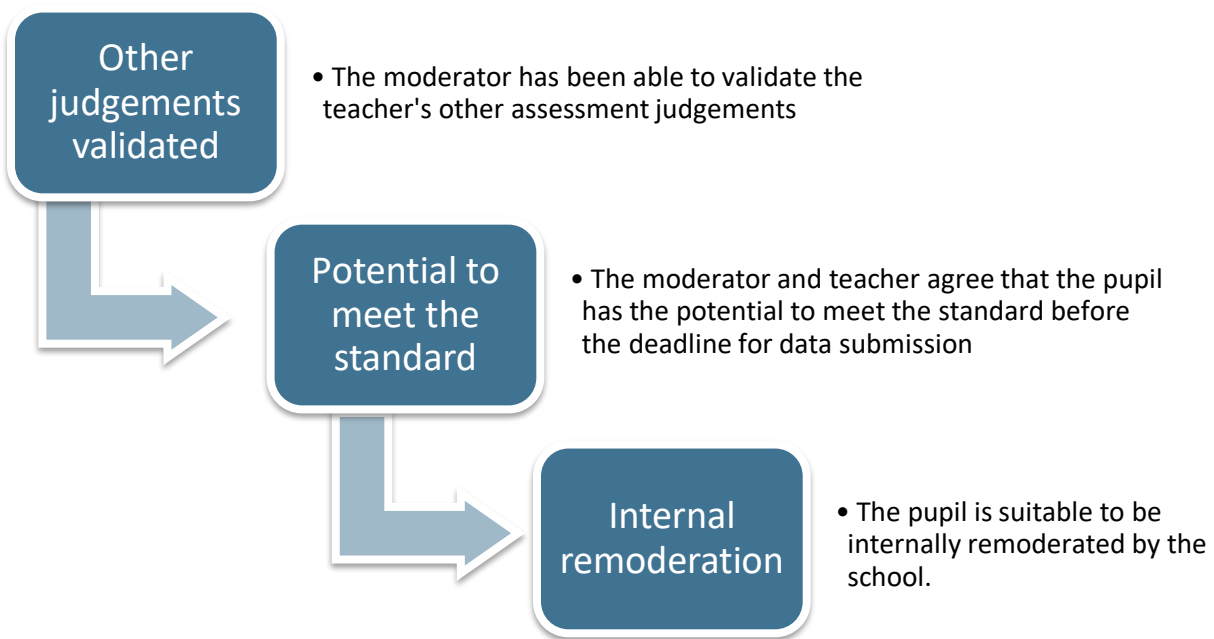 Other
judgements
validated
• The moderator has been able to validate the
teacher's other assessment judgements
Potential to
meet the
standard
• The moderator and teacher agree that the pupil
has the potential to meet the standard before
the deadline for data submission
Internal
remoderation
• The pupil is suitable to be
internally remoderated by the
school.